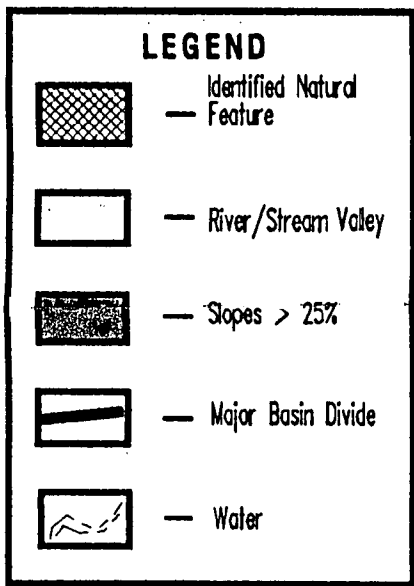 LEGEND
Identified Natural
Feature
River/Stream Valley
Slopes > 25%
Major Basin Divide
Water